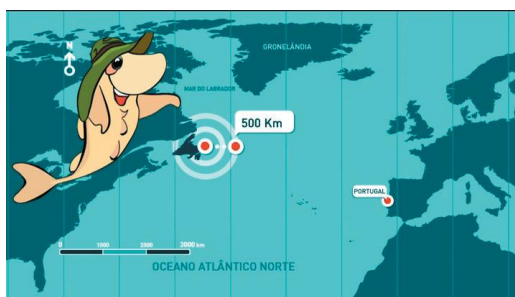 GRONELÂNDIA
N
MAR DO LABRADOR
500 Km
PORTUGAL
0 1000 2000 3000 km
OCEANO ATLÂNTICO NORTE